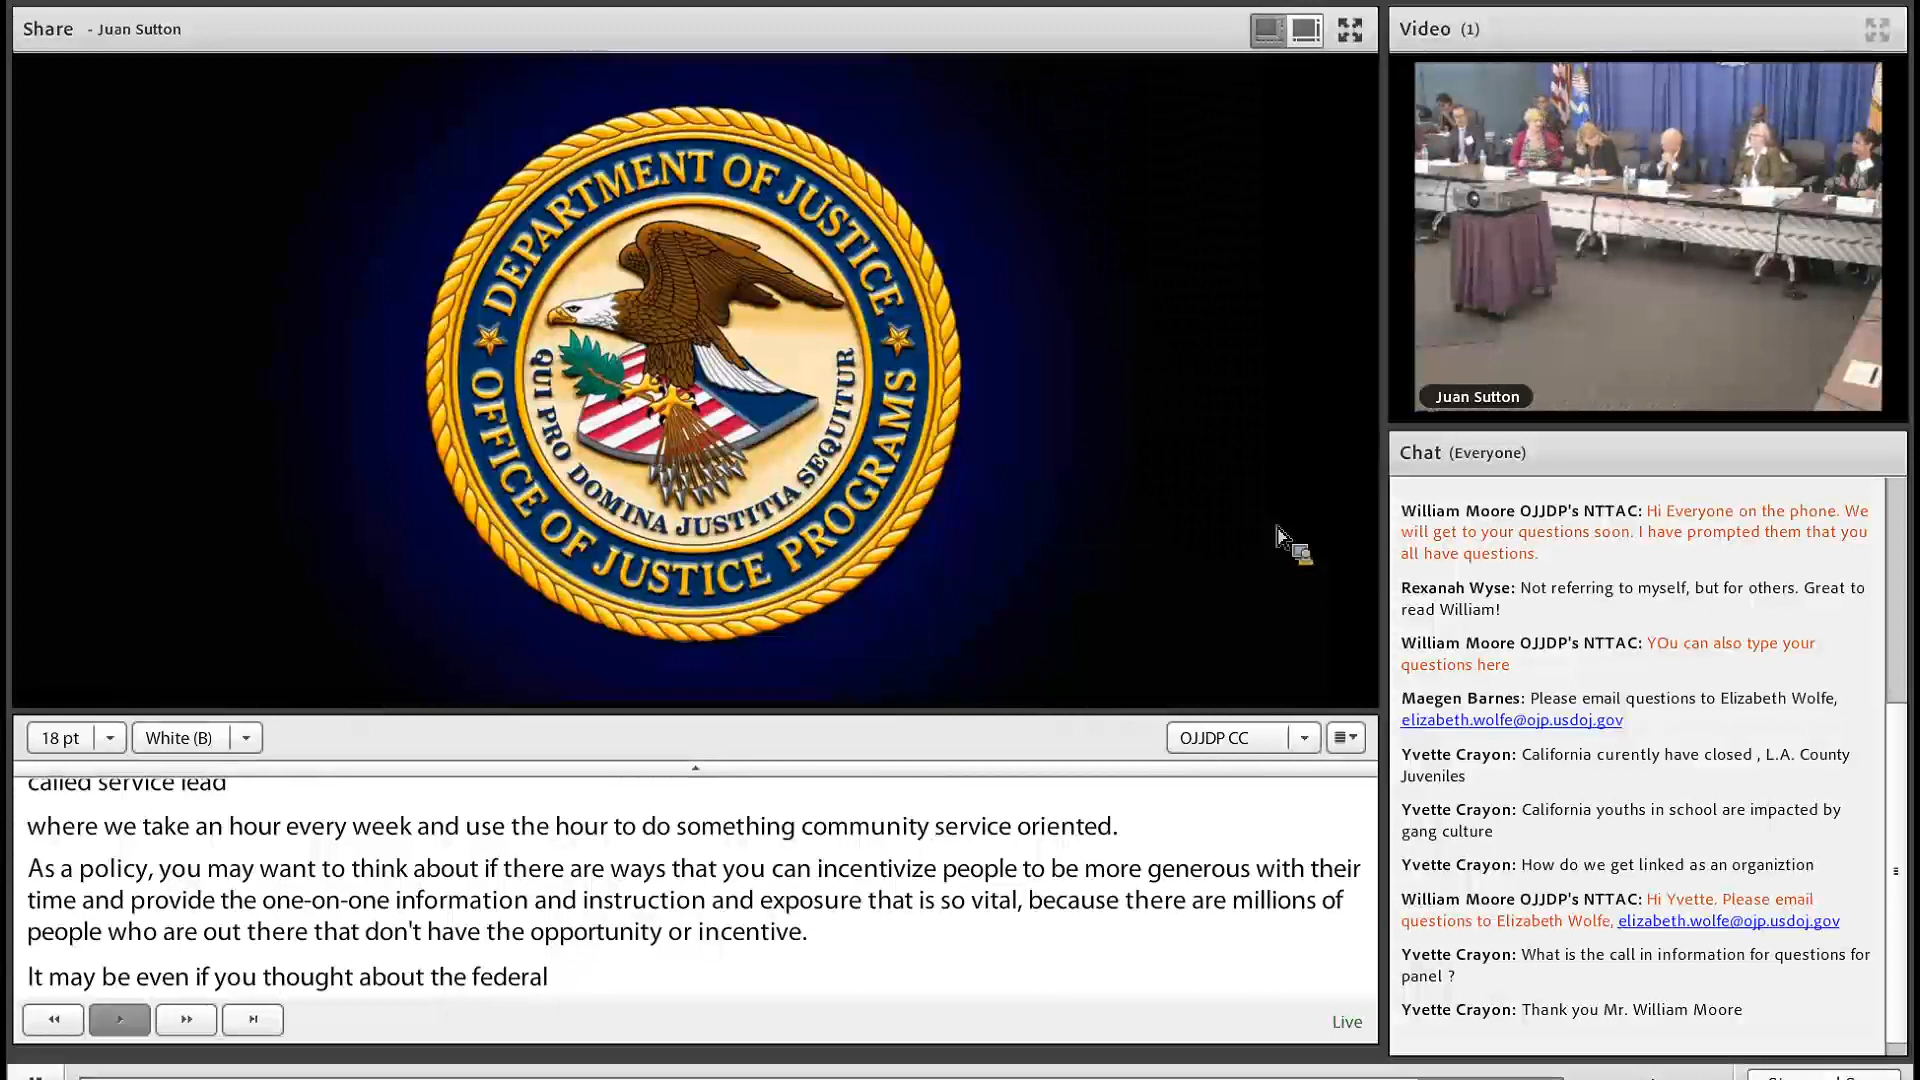 Share - Juan Sutton
DEPARTMENT OF JUSTICE
OFFICE OF JUSTICE PROGRAMS
QUI PRO DOMINA JUSTITIA SEQUITUR
18 pt
White (B)
OJJDP CC
called service lead
where we take an hour every week and use the hour to do something community service oriented.
As a policy, you may want to think about if there are ways that you can incentivize people to be more generous with their
time and provide the one-on-one information and instruction and exposure that is so vital, because there are millions of
people who are out there that don't have the opportunity or incentive.
It may be even if you thought about the federal
Live
Video (1)
Juan Sutton
Chat (Everyone)
William Moore OJJDP's NTTAC: Hi Everyone on the phone. We
will get to your questions soon. I have prompted them that you
all have questions.
Rexanah Wyse: Not referring to myself, but for others. Great to
read William!
William Moore OJJDP's NTTAC: YOu can also type your
questions here
Maegen Barnes: Please email questions to Elizabeth Wolfe,
elizabeth.wolfe@ojp.usdoj.gov
Yvette Crayon: California curently have closed , L.A. County
Juveniles
Yvette Crayon: California youths in school are impacted by
gang culture
Yvette Crayon: How do we get linked as an organiztion
William Moore OJJDP's NTTAC: Hi Yvette. Please email
questions to Elizabeth Wolfe, elizabeth.wolfe@ojp.usdoj.gov
Yvette Crayon: What is the call in information for questions for
panel ?
Yvette Crayon: Thank you Mr. William Moore